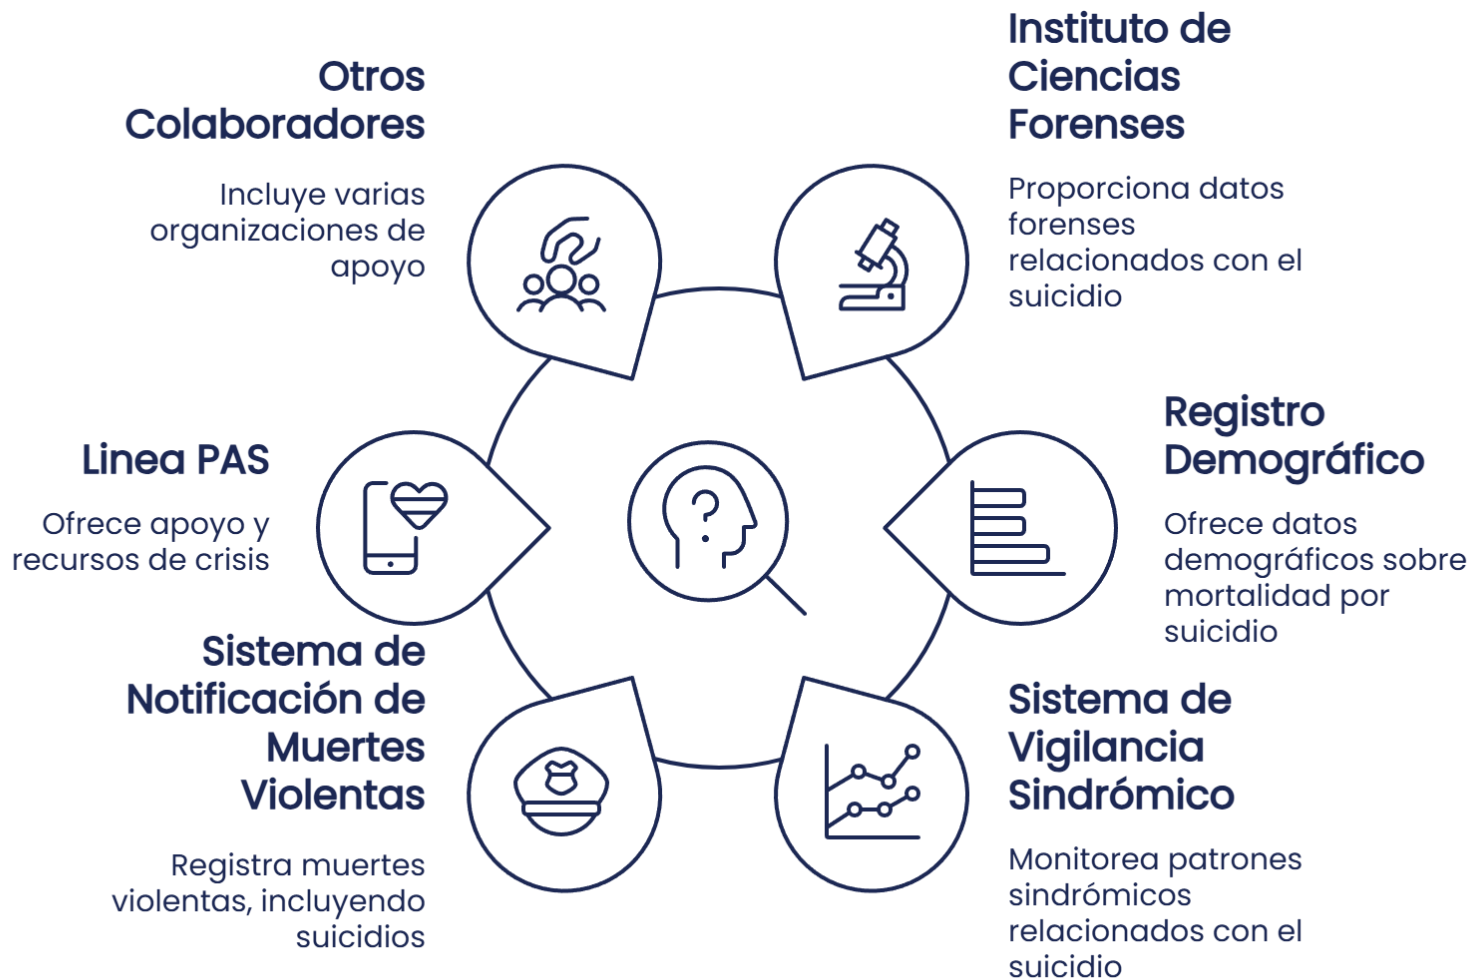 Otros
Colaboradores
Incluye varias
organizaciones de
apoyo
Instituto de
Ciencias
Forenses
Proporciona datos
forenses
relacionados con el
suicidio
Linea PAS
Ofrece apoyo y
recursos de crisis
Registro
Demográfico
Ofrece datos
demográficos sobre
mortalidad por
suicidio
Sistema de
Notificación de
Muertes
Violentas
Registra muertes
violentas, incluyendo
suicidios
Sistema de
Vigilancia
Sindrómico
Monitorea patrones
sindrómicos
relacionados con el
suicidio